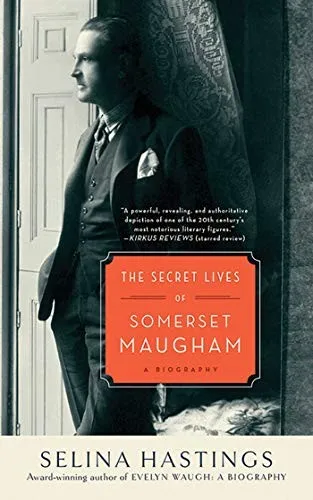 "A powerful, revealing, and authoritative
depiction of one of the 20th century's
most notorious literary figures."
—KIRKUS REVIEWS (starred review)
THE SECRET LIVES
of
SOMERSET
MAUGHAM
A BIOGRAPHY
SELINA HASTINGS
Award-winning author of EVELYN WAUGH: A BIOGRAPHY